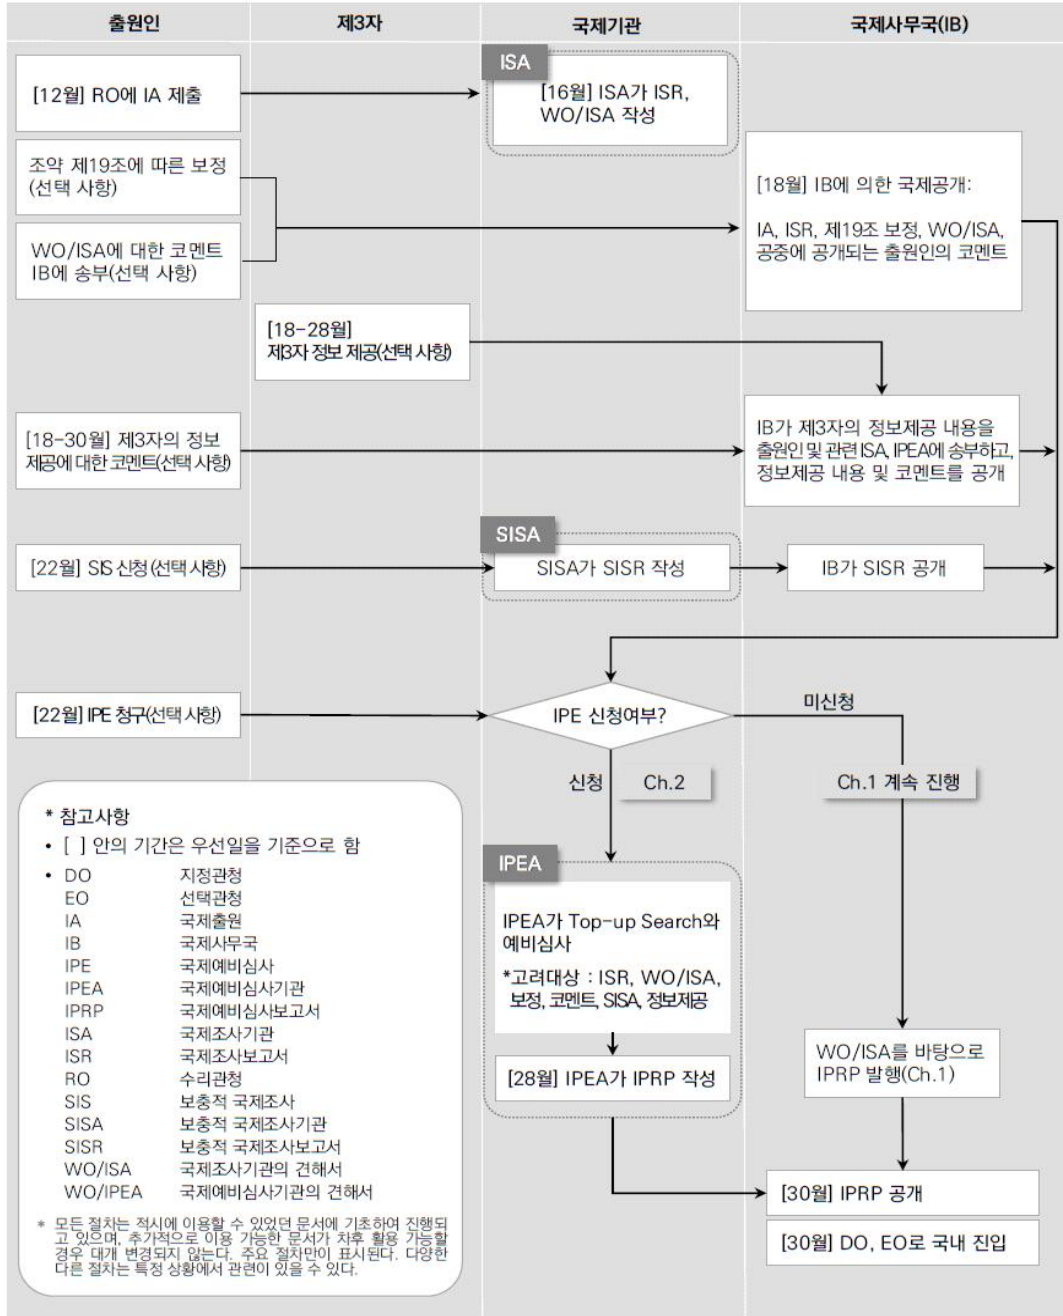 출원인
제3자
국제기관
국제사무국(IB)
[12월] RO에 IA 제출
ISA
[16월] ISA가 ISR,
WO/ISA 작성
조약 제19조에 따른 보정
(선택 사항)
WO/ISA에 대한 코멘트
IB에 송부(선택 사항)
[18월] IB에 의한 국제공개:
IA, ISR, 제19조 보정, WO/ISA,
공중에 공개되는 출원인의 코멘트
[18-28월]
제3자 정보 제공(선택 사항)
[18-30월] 제3자의 정보
제공에 대한 코멘트(선택 사항)
IB가 제3자의 정보제공 내용을
출원인 및 관련 ISA, IPEA에 송부하고,
정보제공 내용 및 코멘트를 공개
[22월] SIS 신청(선택 사항)
SISA
SISA가 SISR 작성
IB가 SISR 공개
[22월] IPE 청구(선택 사항)
IPE 신청여부?
미신청
신청
Ch.2
Ch.1 계속 진행
IPEA
IPEA가 Top-up Search와
예비심사
*고려대상 : ISR, WO/ISA,
보정, 코멘트, SISA, 정보제공
[28월] IPEA가 IPRP 작성
WO/ISA를 바탕으로
IPRP 발행(Ch.1)
[30월] IPRP 공개
[30월] DO, EO로 국내 진입
* 참고사항
• [ ] 안의 기간은 우선일을 기준으로 함
• DO 지정관청
EO 선택관청
IA 국제출원
IB 국제사무국
IPE 국제예비심사
IPEA 국제예비심사기관
IPRP 국제예비심사보고서
ISA 국제조사기관
ISR 국제조사보고서
RO 수리관청
SIS 보충적 국제조사
SISA 보충적 국제조사기관
SISR 보충적 국제조사보고서
WO/ISA 국제조사기관의 견해서
WO/IPEA 국제예비심사기관의 견해서
* 모든 절차는 적시에 이용할 수 있었던 문서에 기초하여 진행되
고 있으며, 추가적으로 이용 가능한 문서가 차후 활용 가능할
경우 대개 변경되지 않는다. 주요 절차만이 표시된다. 다양한
다른 절차는 특정 상황에서 관련이 있을 수 있다.